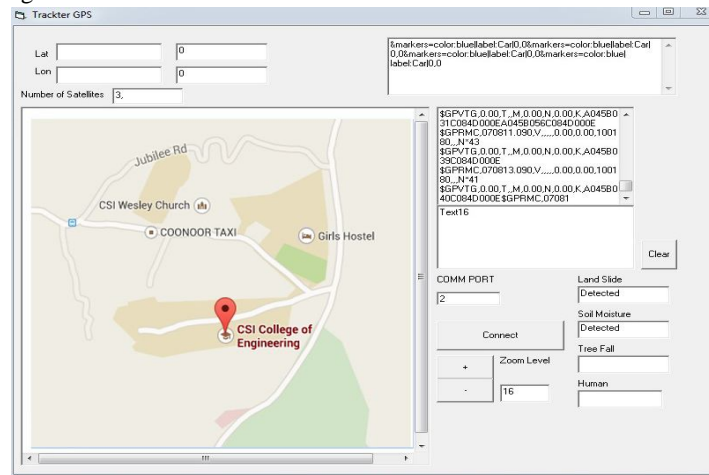 Trackter GPS
Lat
0
Lon
0
Number of Satellites 3,
&markers=color:blue|label:Car|0,0&markers=color:blue|label:Car|
0,0&markers=color:blue|label:Car|0,0&markers=color:blue|
label:Car|0,0
Jubilee Rd
CSI Wesley Church
COONOOR TAXI
Girls Hostel
CSI College of
Engineering
$GPVTG,0.00,T,,M,0.00,N,0.00,K,A045B0
31C084D000EA045B056C084D000E
$GPRMC,070811.090,V,,,,,0.00,0.00,1001
80,,,N*43
$GPVTG,0.00,T,,M,0.00,N,0.00,K,A045B0
39C084D000E
$GPRMC,070813.090,V,,,,,0.00,0.00,1001
80,,,N*41
$GPVTG,0.00,T,,M,0.00,N,0.00,K,A045B0
40C084D000E$GPRMC,07081
Text16
Clear
COMM PORT
2
Connect
+
Zoom Level
-
16
Land Slide
Detected
Soil Moisture
Detected
Tree Fall
Human